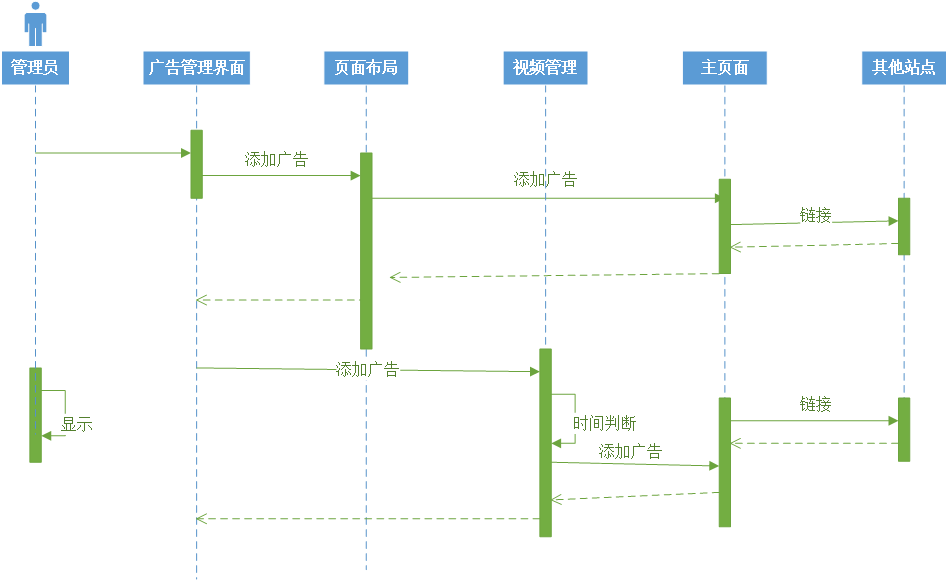 管理员
广告管理界面
页面布局
视频管理
主页面
其他站点
添加广告
添加广告
链接
添加广告
显示
时间判断
链接
添加广告